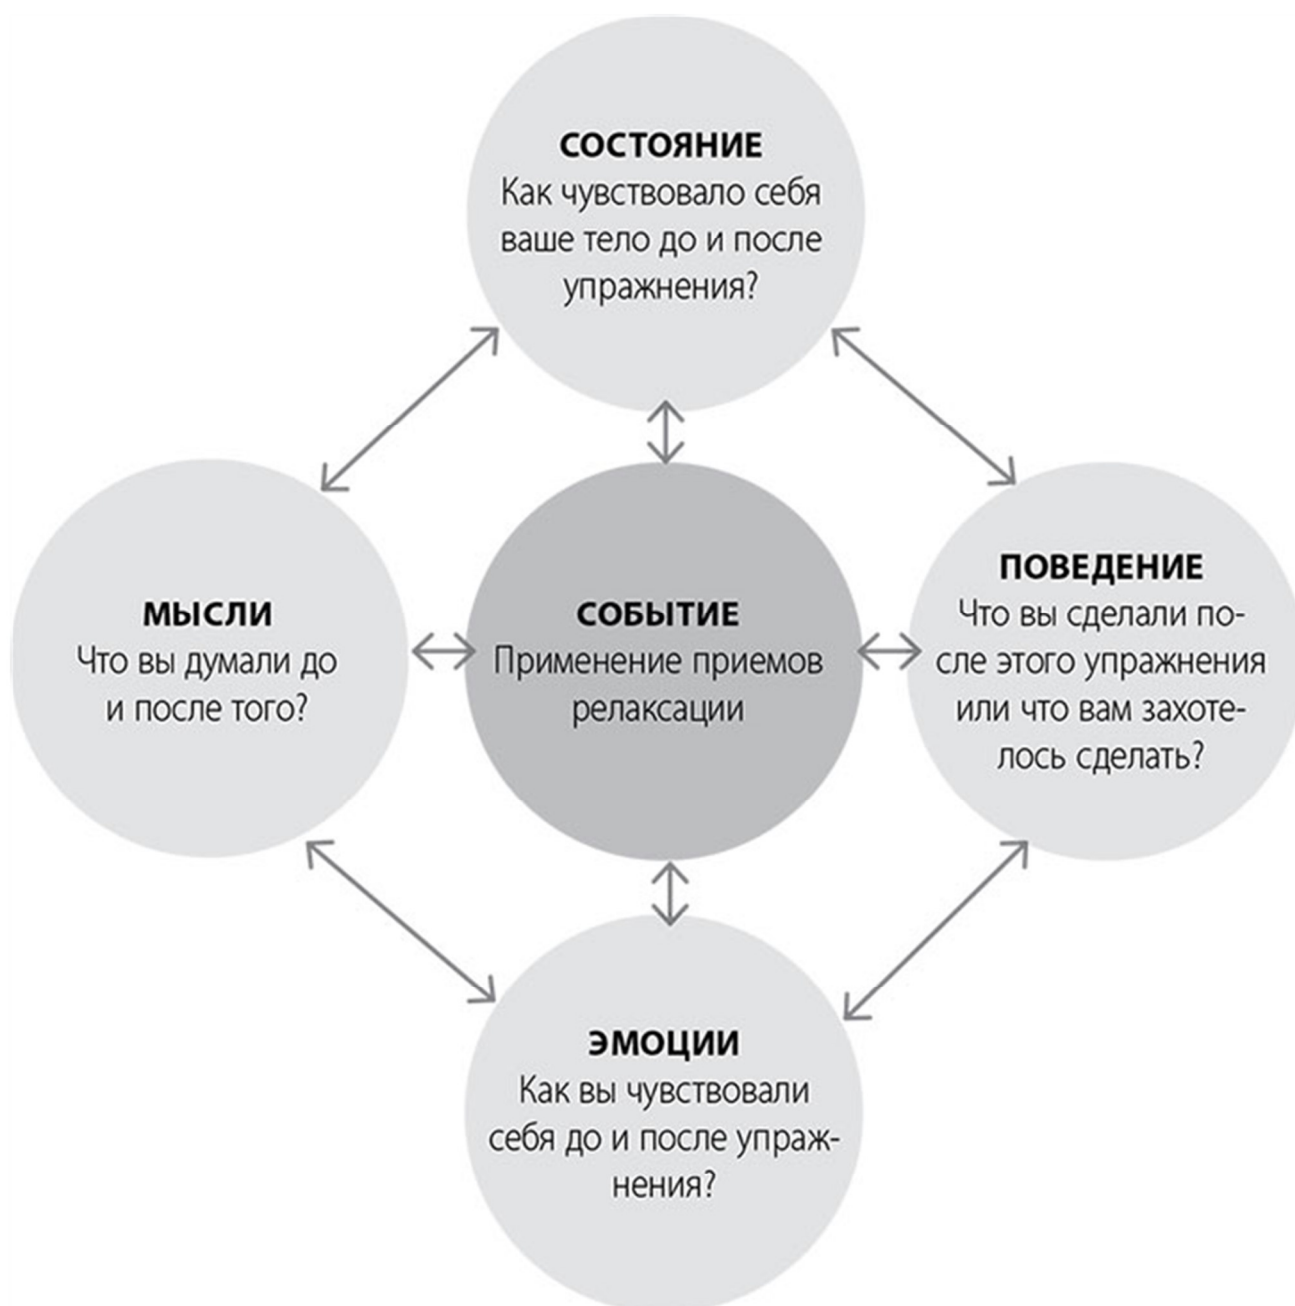 СОСТОЯНИЕ
Как чувствовало себя
ваше тело до и после
упражнения?
МЫСЛИ
Что вы думали до
и после того?
СОБЫТИЕ
Применение приемов
релаксации
ПОВЕДЕНИЕ
Что вы сделали по-
сле этого упражнения
или что вам захоте-
лось сделать?
ЭМОЦИИ
Как вы чувствовали
себя до и после упраж-
нения?